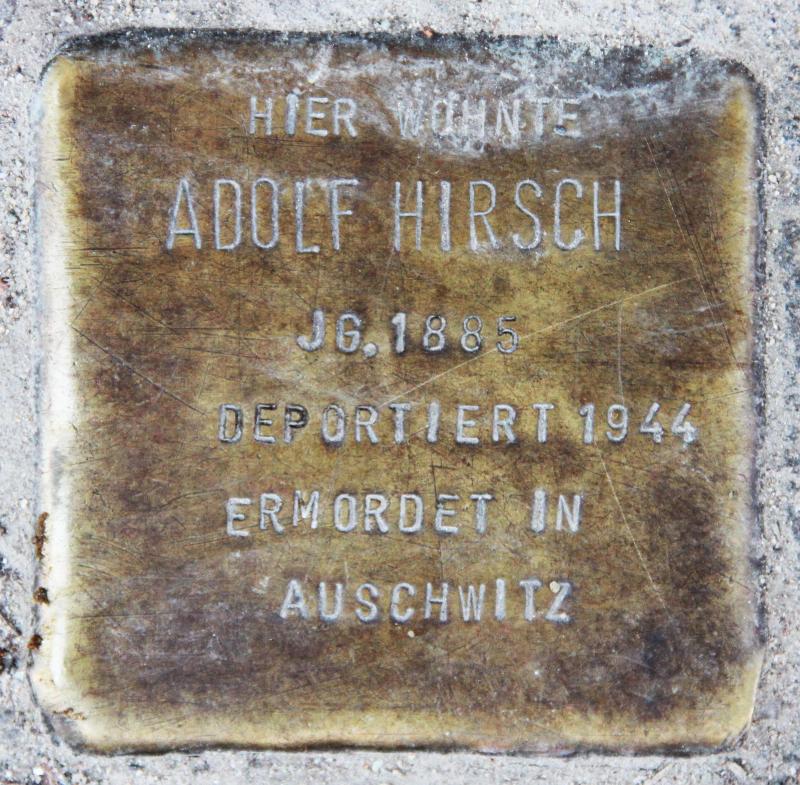 HIER WOHNTE
ADOLF HIRSCH
JG. 1885
DEPORTIERT 1944
ERMORDET IN
AUSCHWITZ